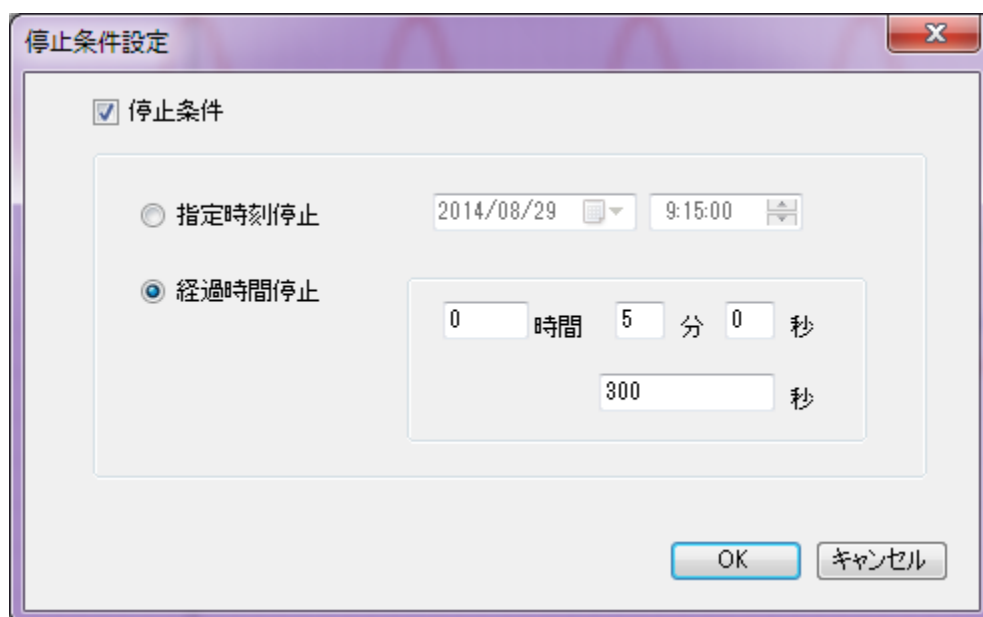 停止条件設定
停止条件
指定時刻停止 2014/08/29 9:15:00
経過時間停止
0 時間 5 分 0 秒
300 秒
OK キャンセル